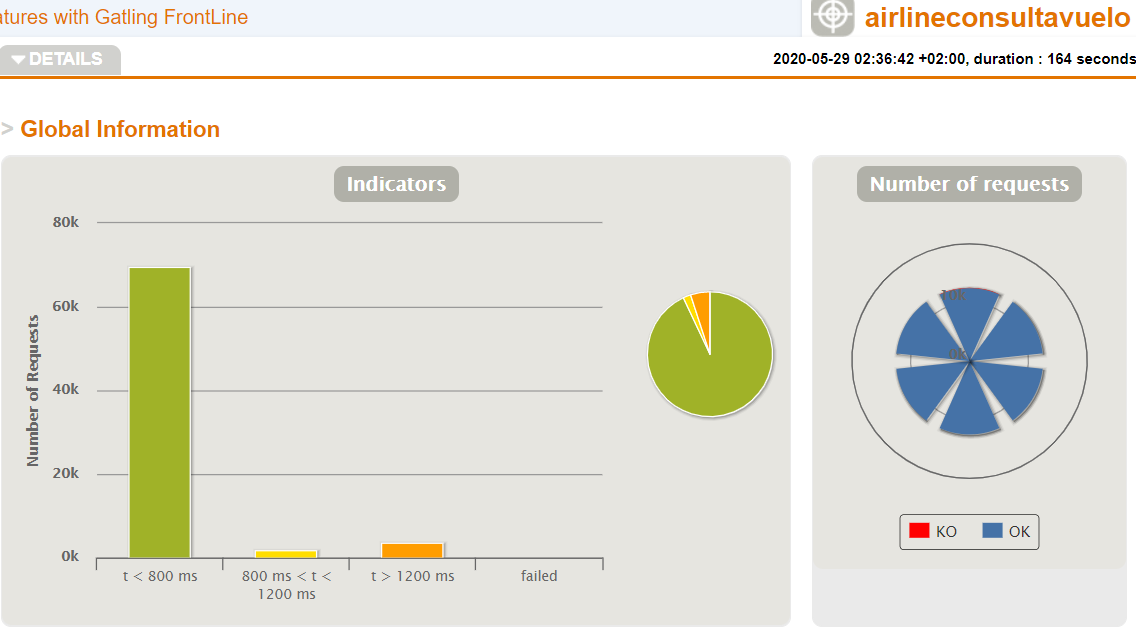 atures with Gatling FrontLine
airlineconsultavuelo
DETAILS
2020-05-29 02:36:42 +02:00, duration : 164 seconds
> Global Information
Indicators
Number of Requests
80k
60k
40k
20k
0k
t < 800 ms
800 ms < t <
1200 ms
t > 1200 ms
failed
Number of requests
0k
KO
OK